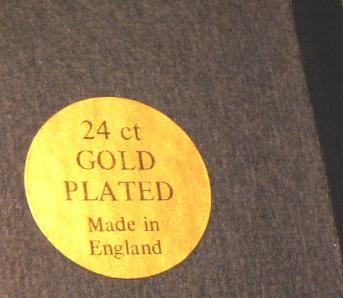 24 ct
GOLD
PLATED
Made in
England